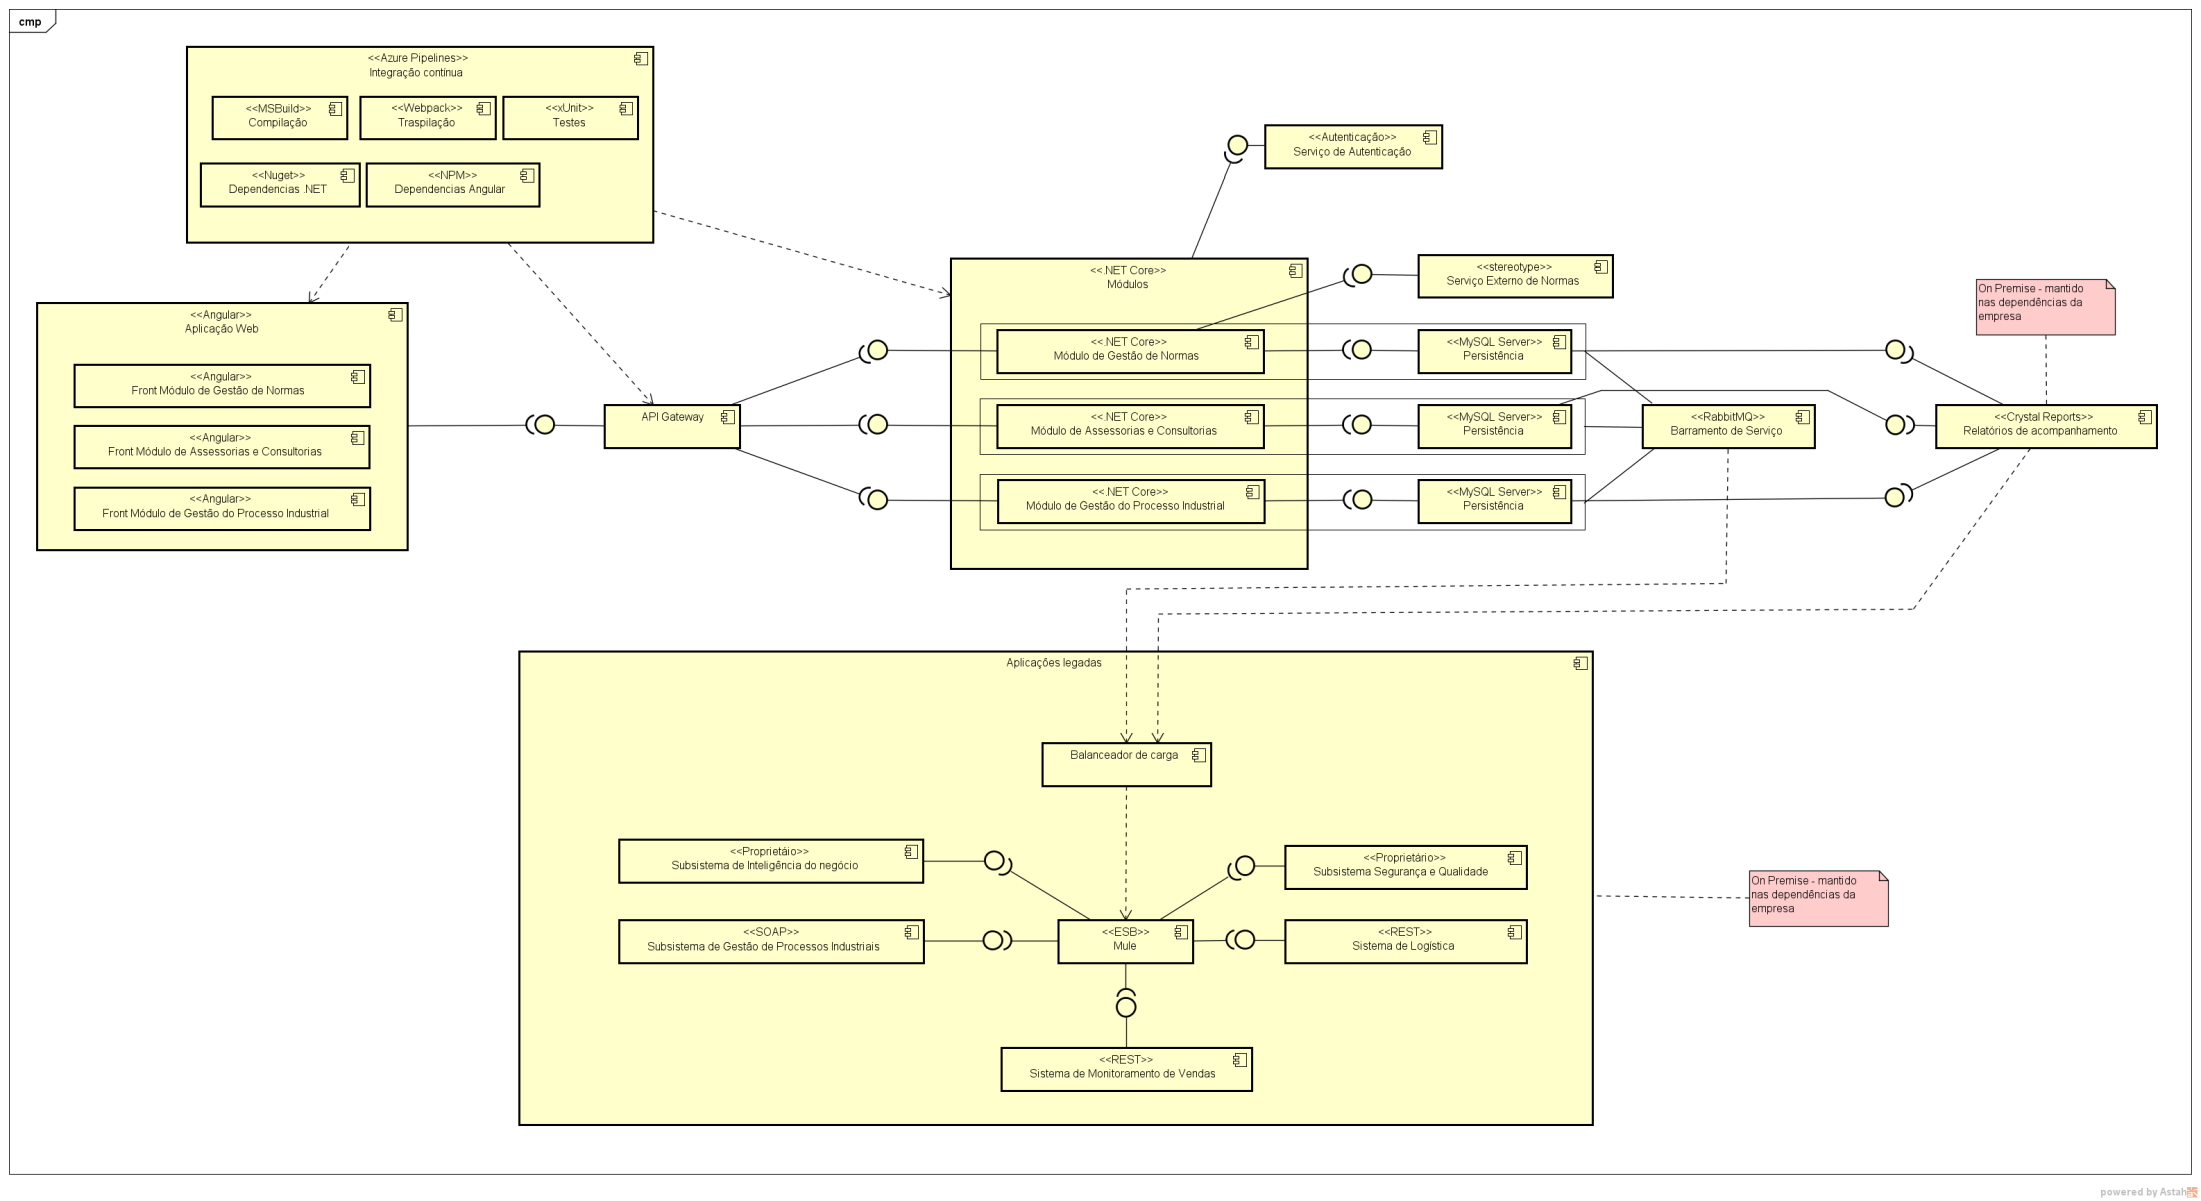 cmp
<<Azure Pipelines>>
Integração contínua
<<MSBuild>>
Compilação
<<Webpack>>
Traspilação
<<xUnit>>
Testes
<<Nuget>>
Dependencias .NET
<<NPM>>
Dependencias Angular
<<Autenticação>>
Serviço de Autenticação
<<.NET Core>>
Módulos
<<stereotype>>
Serviço Externo de Normas
On Premise - mantido
nas dependências da
empresa
<<Angular>>
Aplicação Web
<<Angular>>
Front Módulo de Gestão de Normas
<<Angular>>
Front Módulo de Assessorias e Consultorias
<<Angular>>
Front Módulo de Gestão do Processo Industrial
API Gateway
<<.NET Core>>
Módulo de Gestão de Normas
<<MySQL Server>>
Persistência
<<.NET Core>>
Módulo de Assessorias e Consultorias
<<MySQL Server>>
Persistência
<<RabbitMQ>>
Barramento de Serviço
<<Crystal Reports>>
Relatórios de acompanhamento
<<.NET Core>>
Módulo de Gestão do Processo Industrial
<<MySQL Server>>
Persistência
Aplicações legadas
Balanceador de carga
<<Proprietáio>>
Subsistema de Inteligência do negócio
<<Proprietário>>
Subsistema Segurança e Qualidade
<<SOAP>>
Subsistema de Gestão de Processos Industriais
<<ESB>>
Mule
<<REST>>
Sistema de Logística
<<REST>>
Sistema de Monitoramento de Vendas
On Premise - mantido
nas dependências da
empresa
powered by Astah